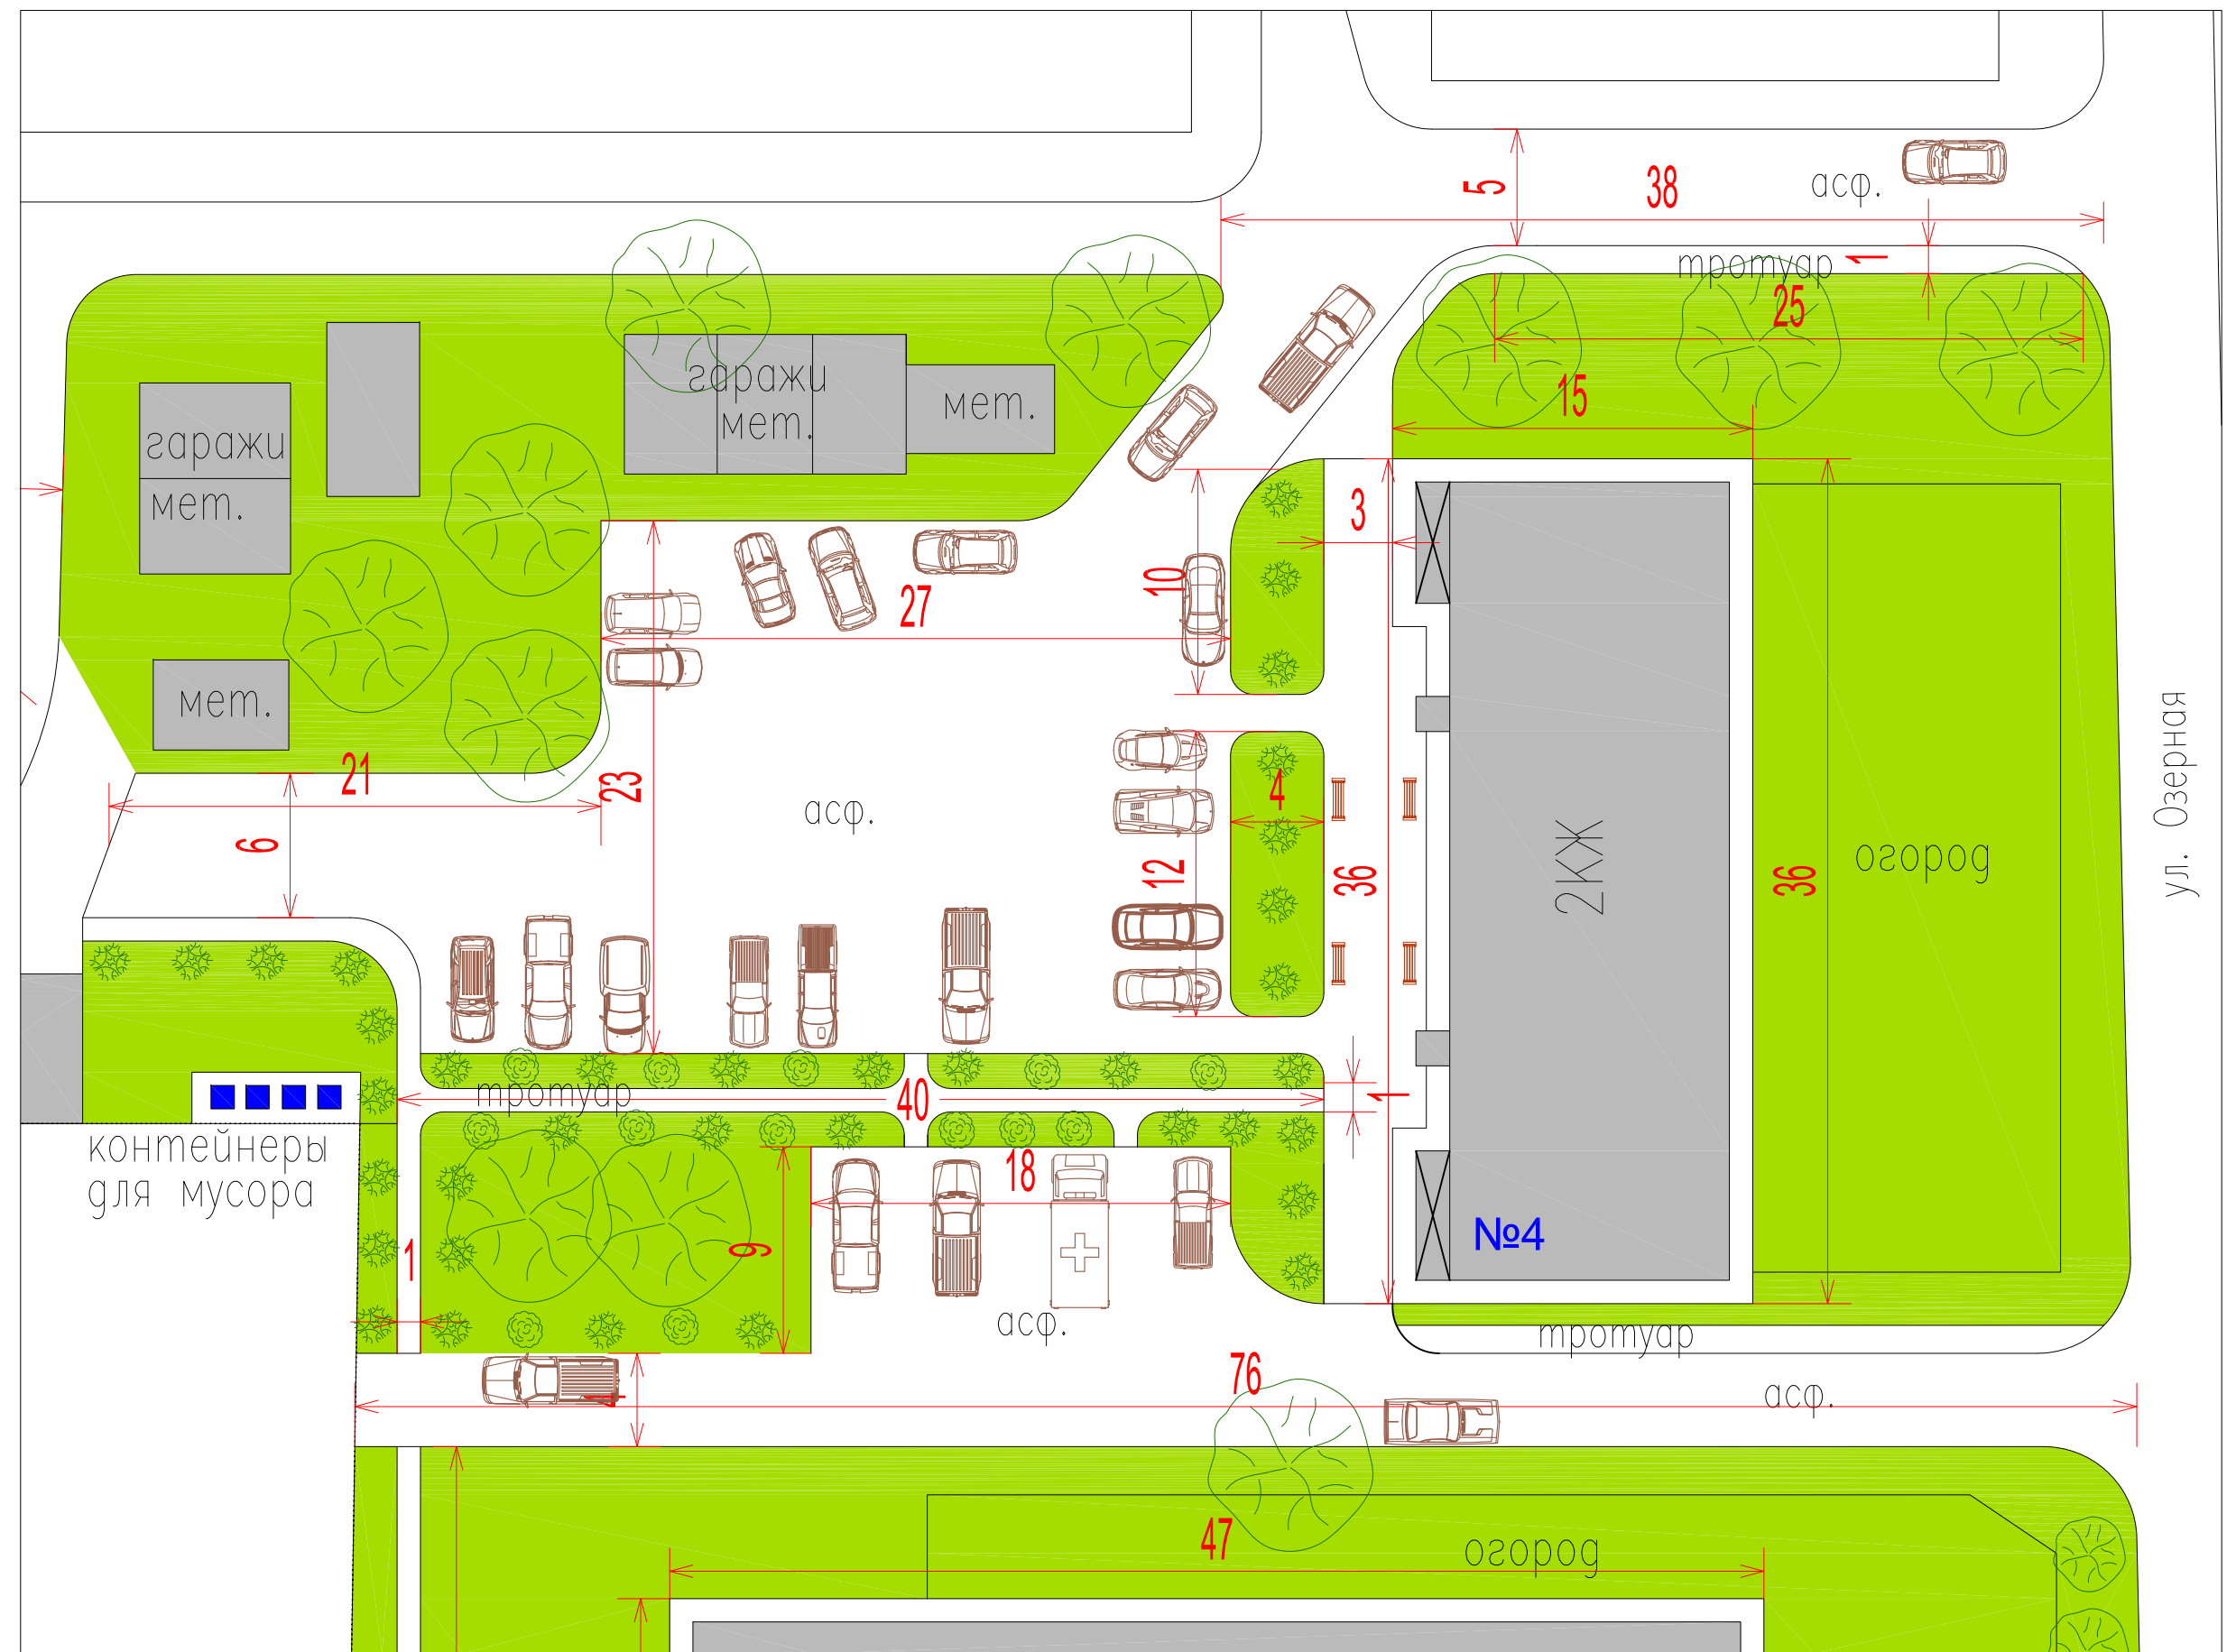 5
38
асф.
тротуар
1
25
15
гаражи
мет.
мет.
гаражи
мет.
3
10
27
мет.
21
23
6
асф.
4
12
36
2КЖ
36
огород
ул. Озерная
тротуар
40
1
контейнеры
для мусора
18
9
1
№4
асф.
тротуар
4
76
асф.
47
огород